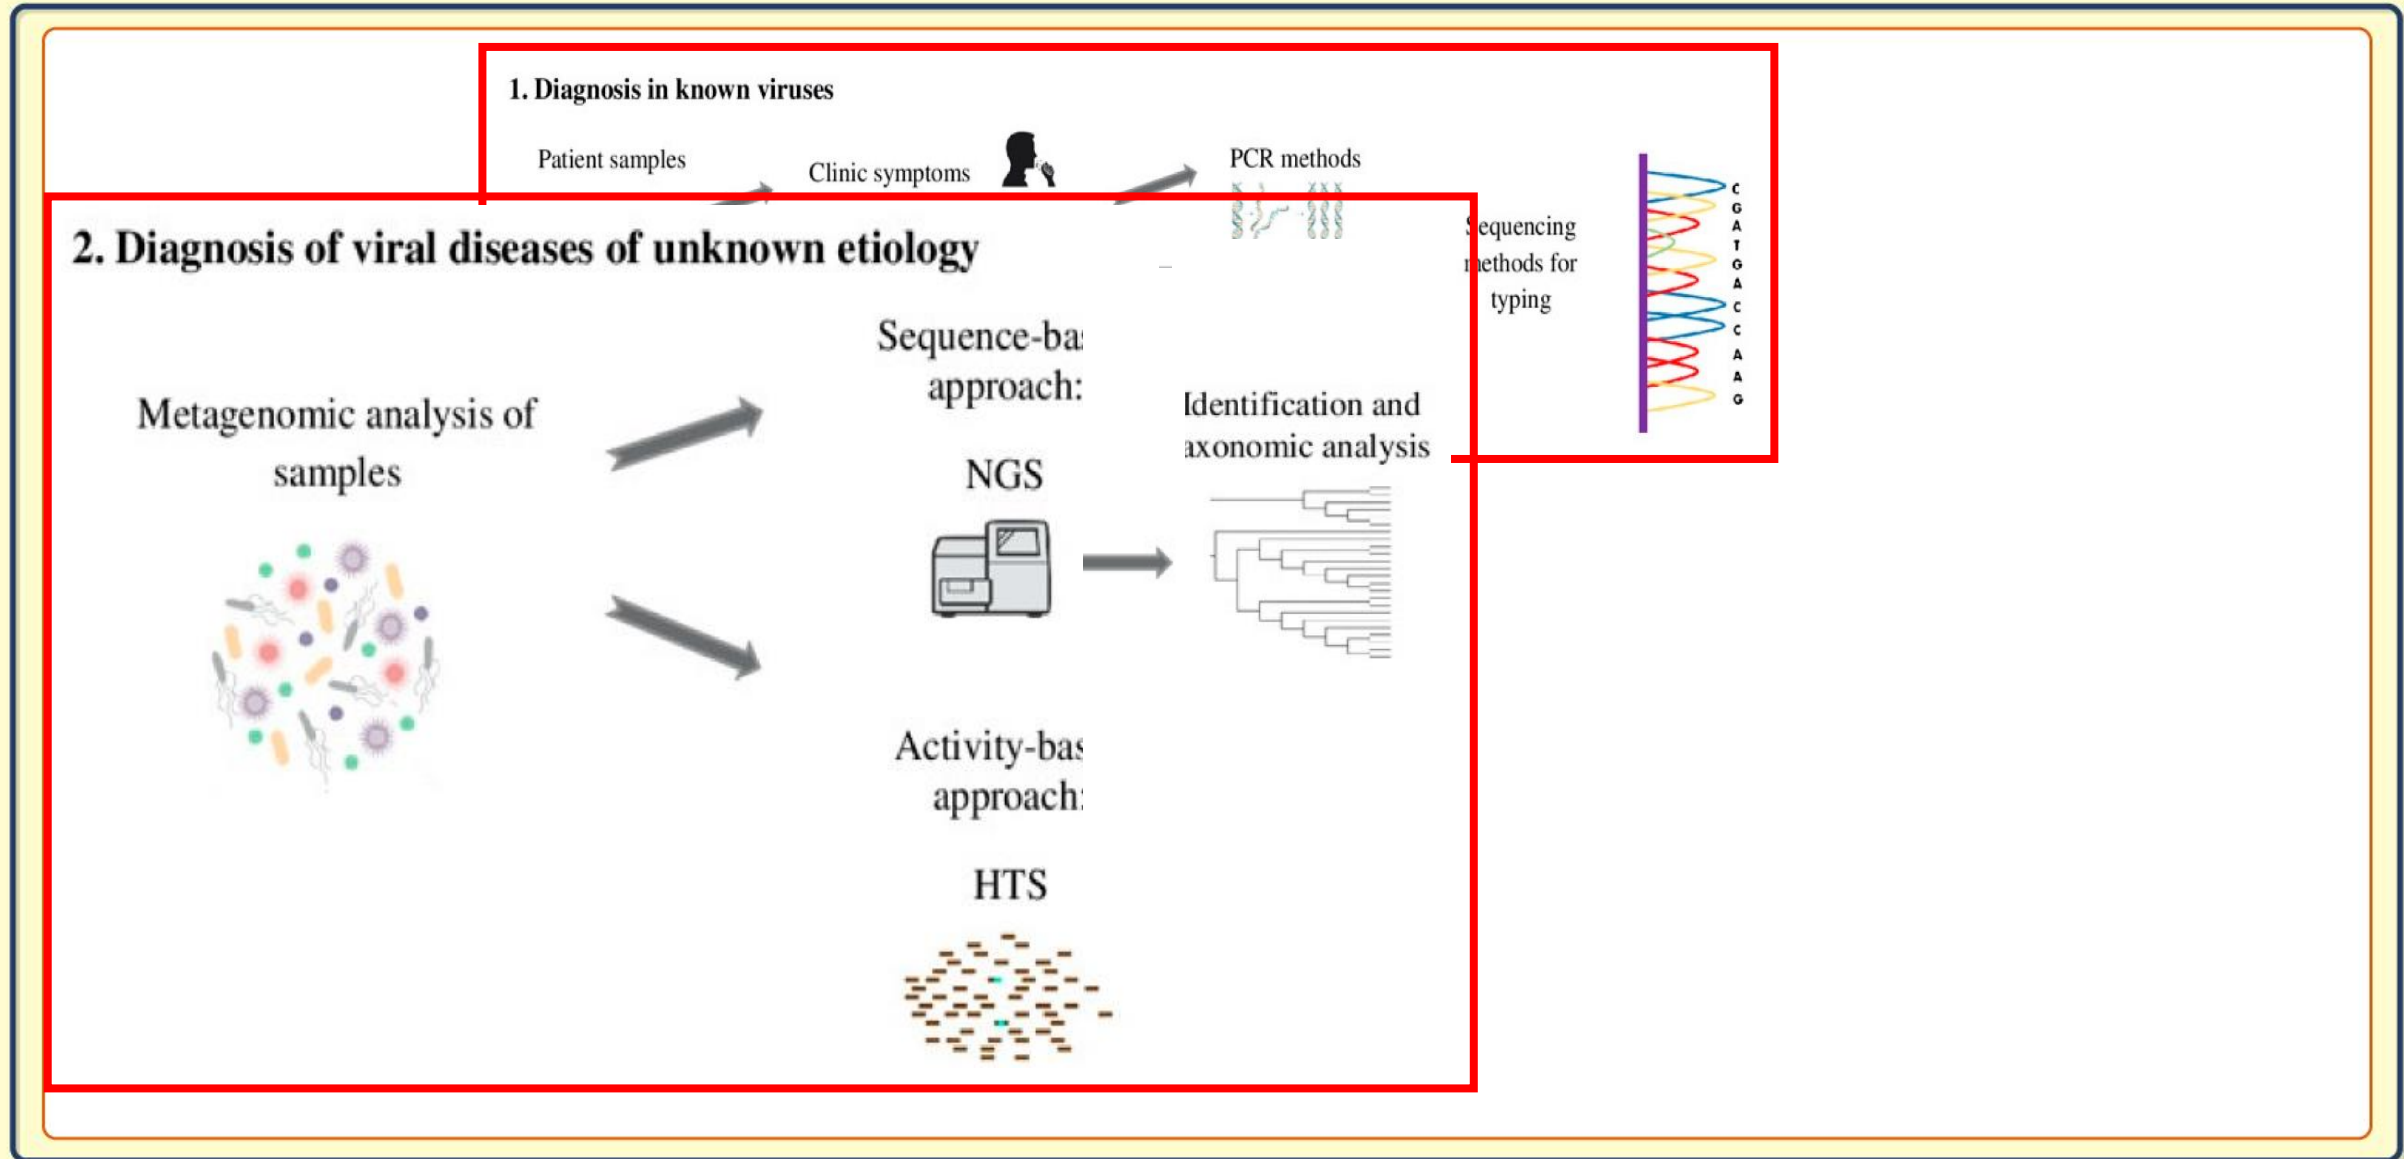 1. Diagnosis in known viruses
Patient samples
Clinic symptoms
PCR methods
equencing
methods for
typing
C
G
A
T
G
A
C
C
A
A
G
2. Diagnosis of viral diseases of unknown etiology
Metagenomic analysis of
samples
Sequence-ba
approach:
NGS
Identification and
axonomic analysis
Activity-bas
approach:
HTS